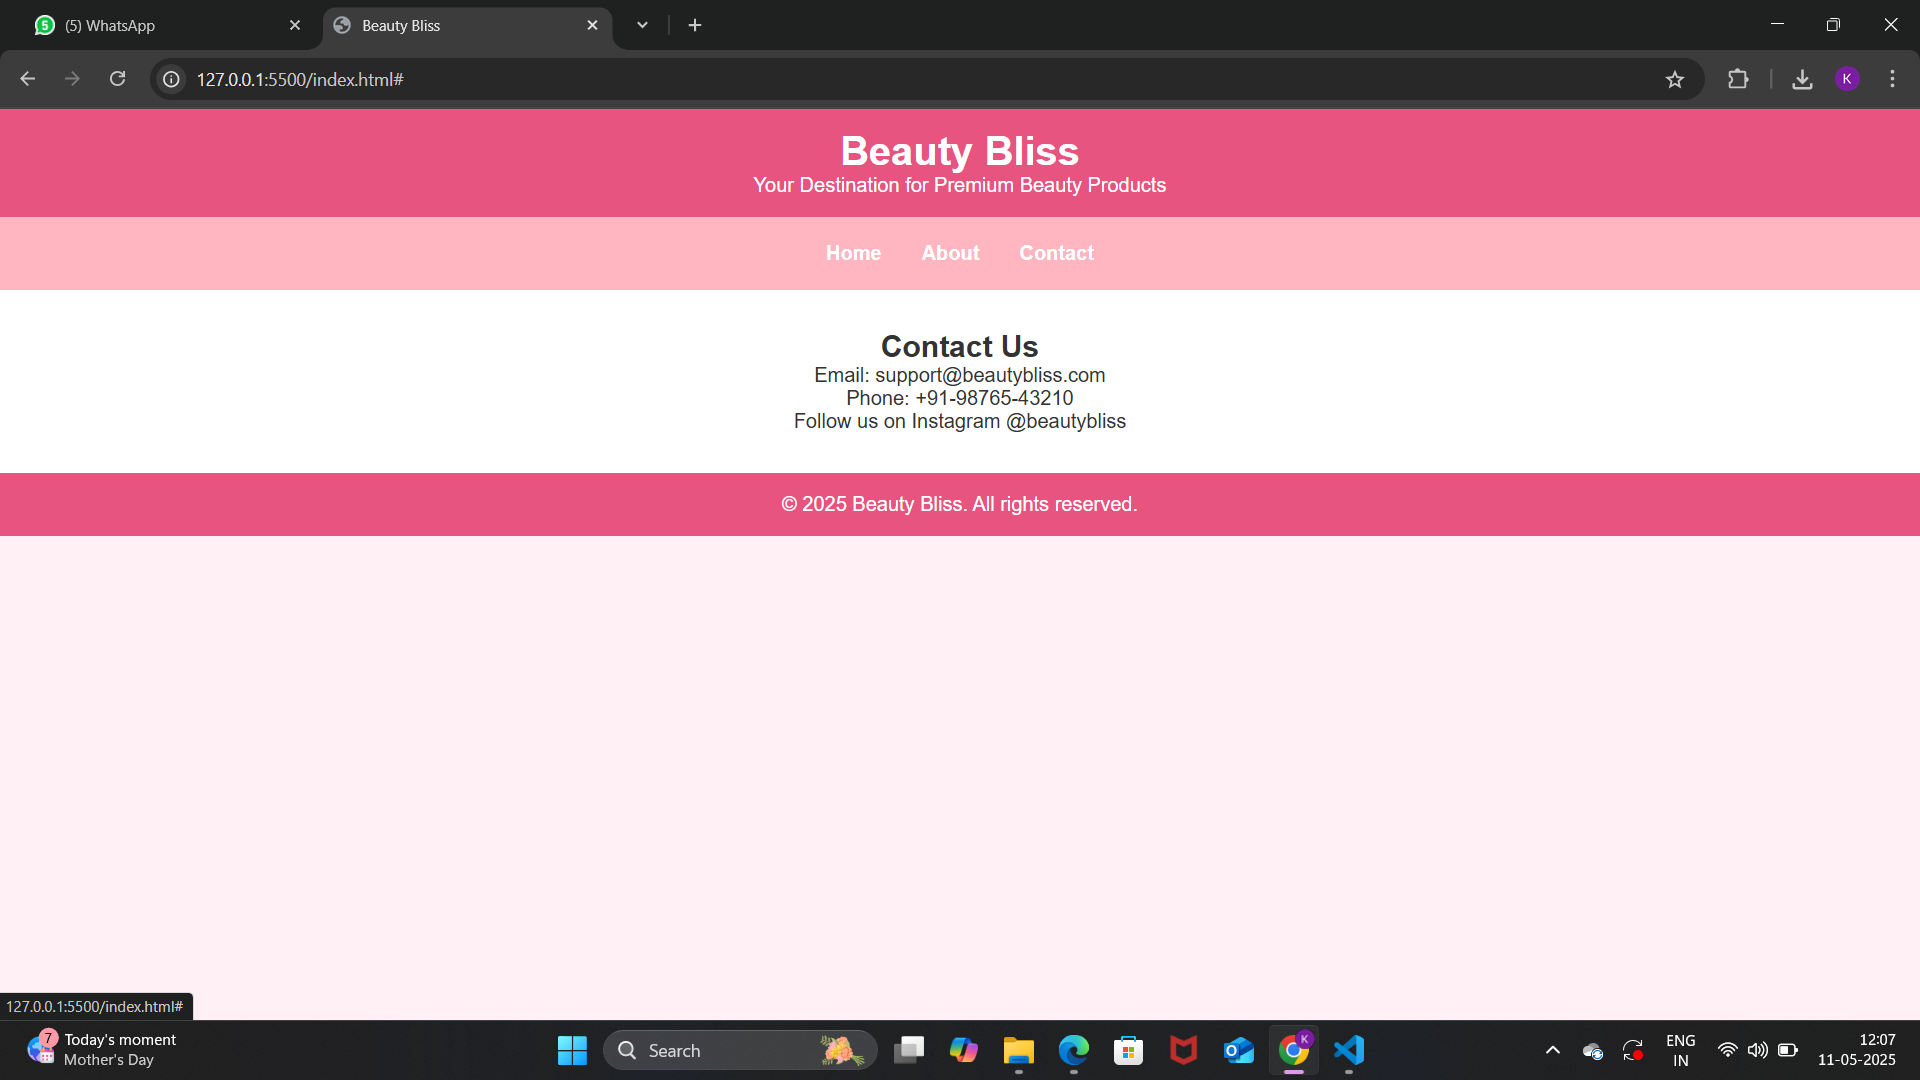 5
(5) WhatsApp
Beauty Bliss
127.0.0.1:5500/index.html#
K
Beauty Bliss
Your Destination for Premium Beauty Products
Home About Contact
Contact Us
Email: support@beautybliss.com
Phone: +91-98765-43210
Follow us on Instagram @beautybliss
© 2025 Beauty Bliss. All rights reserved.
127.0.0.1:5500/index.html#
7
Today's moment
Mother's Day
Search
K
ENG
IN
12:07
11-05-2025